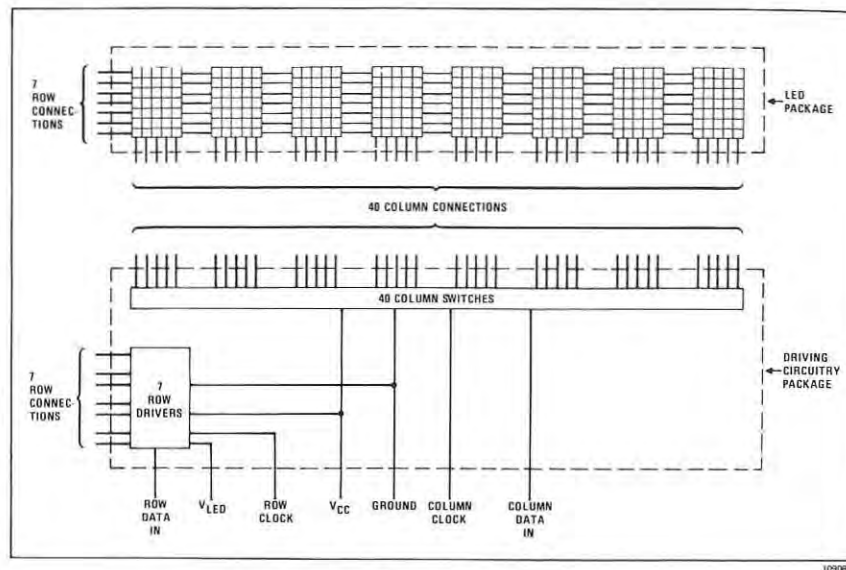 7
ROW
CONNEC-
TIONS
LED
PACKAGE
40 COLUMN CONNECTIONS
40 COLUMN SWITCHES
7
ROW
CONNEC-
TIONS
7
ROW
DRIVERS
DRIVING
CIRCUITRY
PACKAGE
ROW
DATA
IN
VLED
ROW
CLOCK
VCC
GROUND
COLUMN
CLOCK
COLUMN
DATA
IN
10906